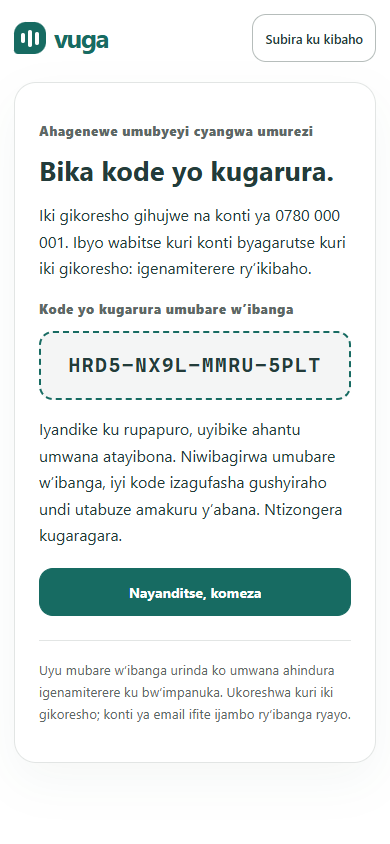 vuga
Subira ku kibaho
Ahagenewe umubyeyi cyangwa umurezi
Bika kode yo kugarura.
Iki gikoresho gihujwe na konti ya 0780 000
001. Ibyo wabitse kuri konti byagarutse kuri
iki gikoresho: igenamiterere ry’ikibaho.
Kode yo kugarura umubare w’ibanga
HRD5-NX9L-MMRU-5PLT
Iyandike ku rupapuro, uyibike ahantu
umwana atayibona. Niwibagirwa umubare
w’ibanga, iyi kode izagufasha gushyiraho
undi utabuze amakuru y’abana. Ntizongera
kugaragara.
Nayanditse, komeza
Uyu mubare w’ibanga urinda ko umwana ahindura
igenamiterere ku bw’impanuka. Ukoreshwa kuri iki
gikoresho; konti ya email ifite ijambo ry’ibanga ryayo.